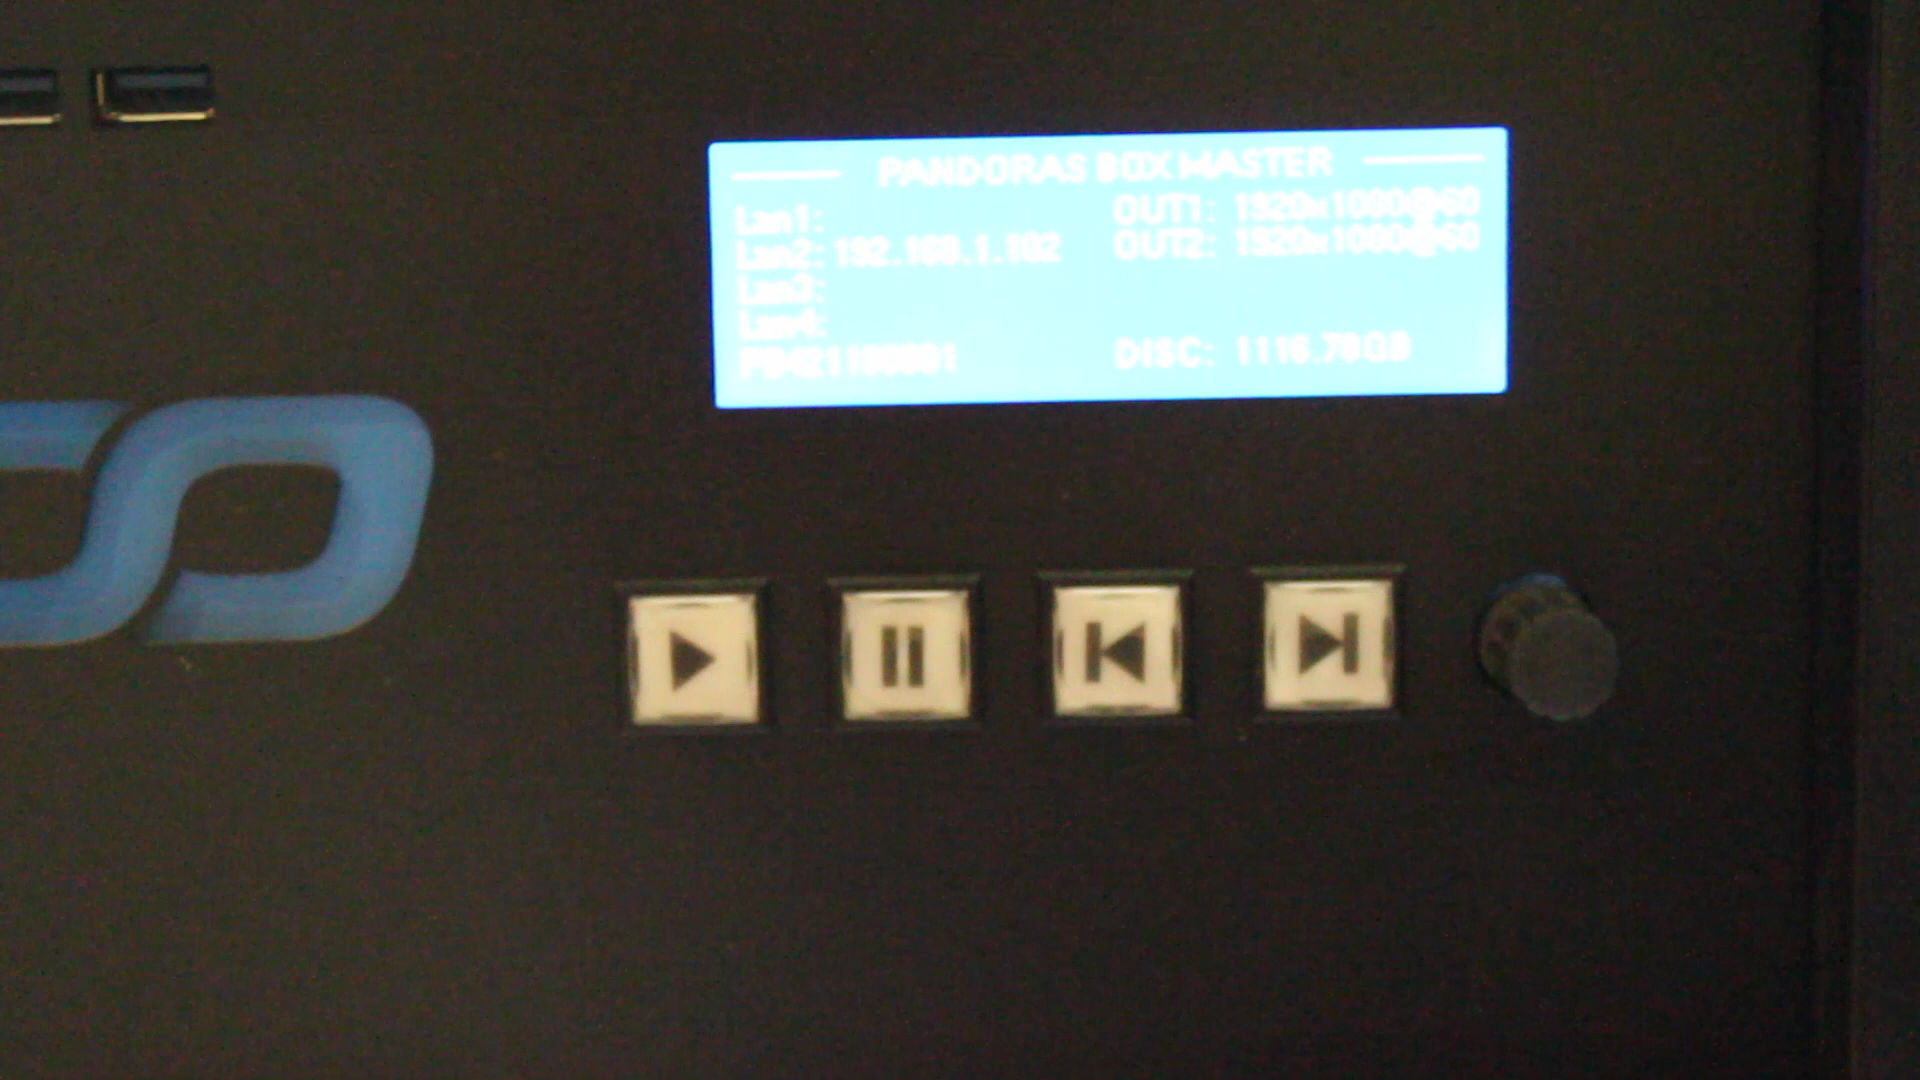 PANDORAS BOX MASTER
Lan1:
OUT1: 1920x1080@60
Lan2: 192.168.1.102
OUT2: 1920x1080@60
Lan3:
Lan4:
DISC: 1116.78GB